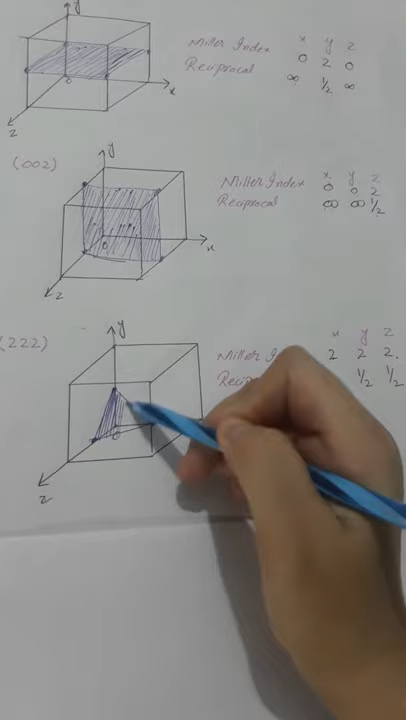 y
Miller Index x y z
0 2 0
Reciprocal ∞ 1/2 ∞
o
x
z
(002)
y
Miller Index x y z
0 0 2
Reciprocal ∞ ∞ 1/2
o
x
z
(222)
y
x y z
Miller 2 2 2.
1/2 1/2
o
z